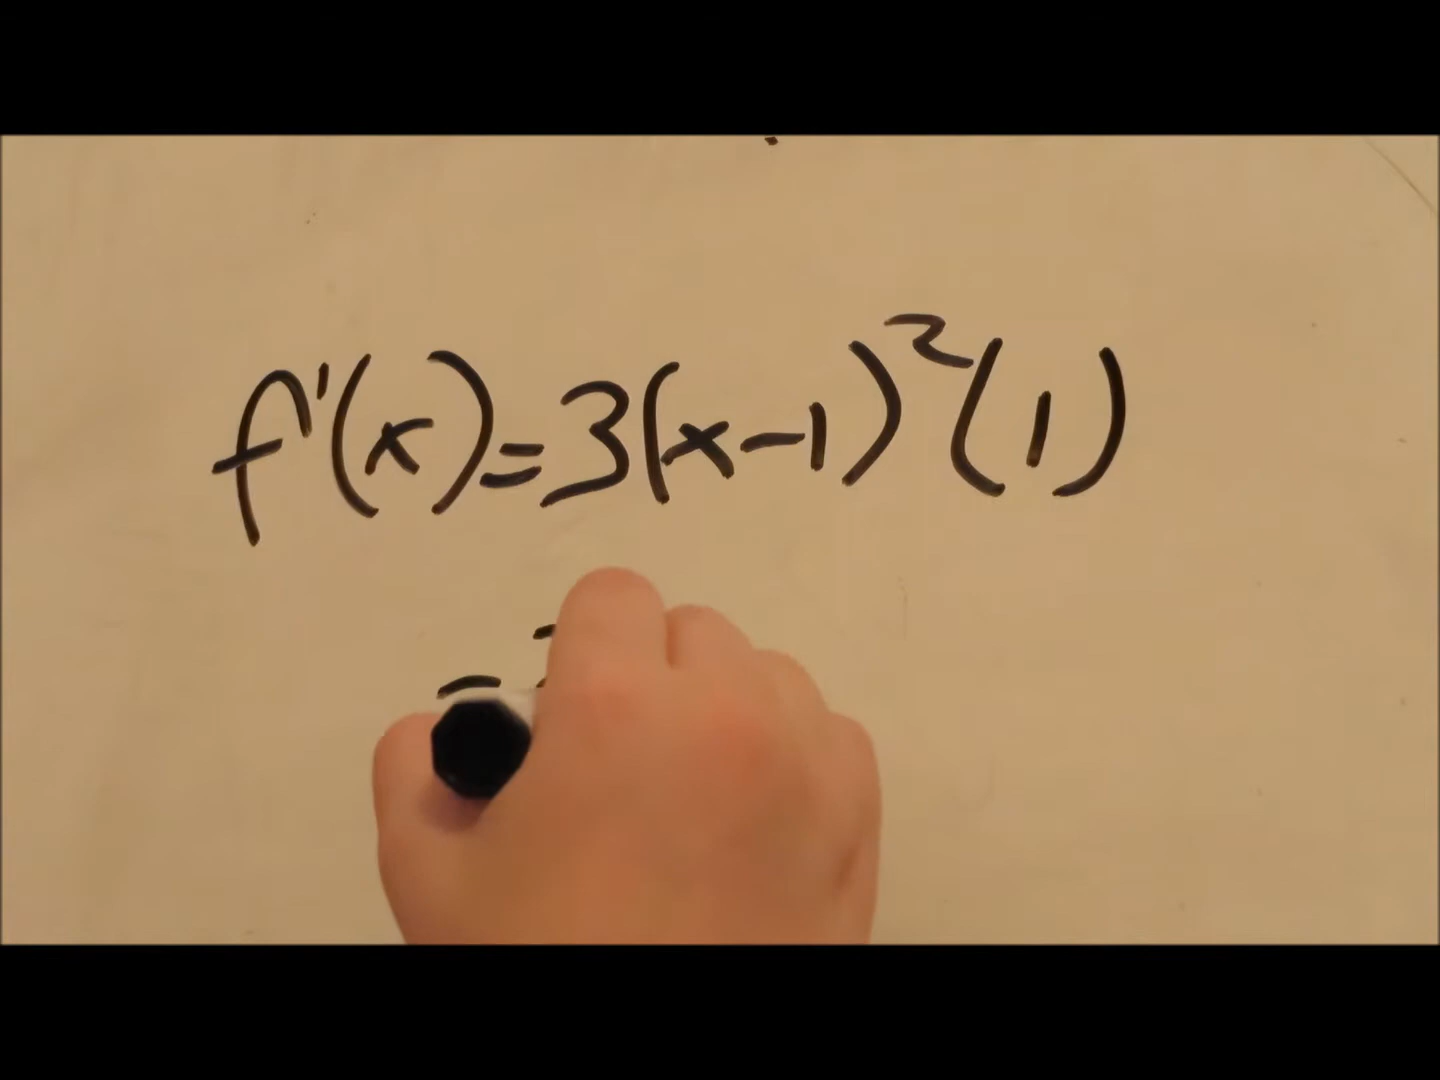 f'(x)=3(x-1)²(1)
=